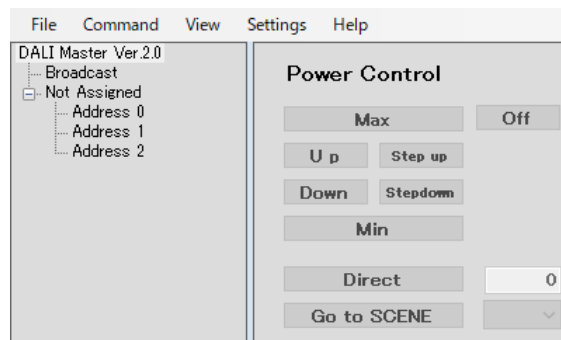 File Command View Settings Help
DALI Master Ver.2.0
Broadcast
Not Assigned
Address 0
Address 1
Address 2
Power Control
Max Off
U p Step up
Down Stepdown
Min
Direct 0
Go to SCENE